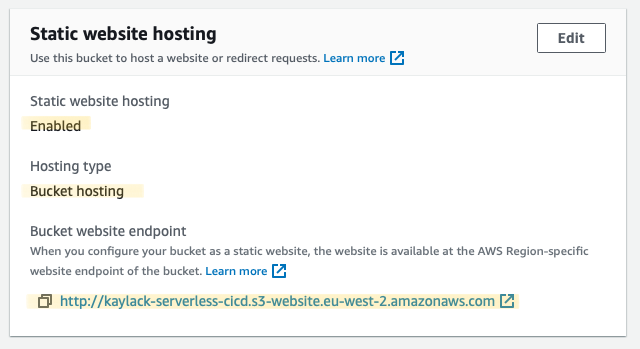 Static website hosting
Edit
Use this bucket to host a website or redirect requests. Learn more
Static website hosting
Enabled
Hosting type
Bucket hosting
Bucket website endpoint
When you configure your bucket as a static website, the website is available at the AWS Region-specific
website endpoint of the bucket. Learn more
http://kaylack-serverless-cicd.s3-website.eu-west-2.amazonaws.com